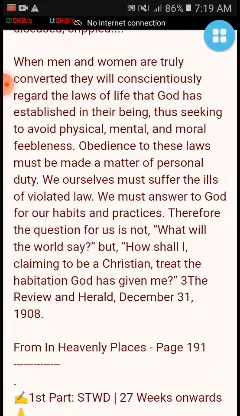 86% 7:19 AM
O:0KB/s U:0KB/s No internet connection
diseased, crippled....
When men and women are truly
converted they will conscientiously
regard the laws of life that God has
established in their being, thus seeking
to avoid physical, mental, and moral
feebleness. Obedience to these laws
must be made a matter of personal
duty. We ourselves must suffer the ills
of violated law. We must answer to God
for our habits and practices. Therefore
the question for us is not, “What will
the world say?” but, “How shall I,
claiming to be a Christian, treat the
habitation God has given me?” 3The
Review and Herald, December 31,
1908.
From In Heavenly Places - Page 191
---------------
.
✍1st Part: STWD | 27 Weeks onwards